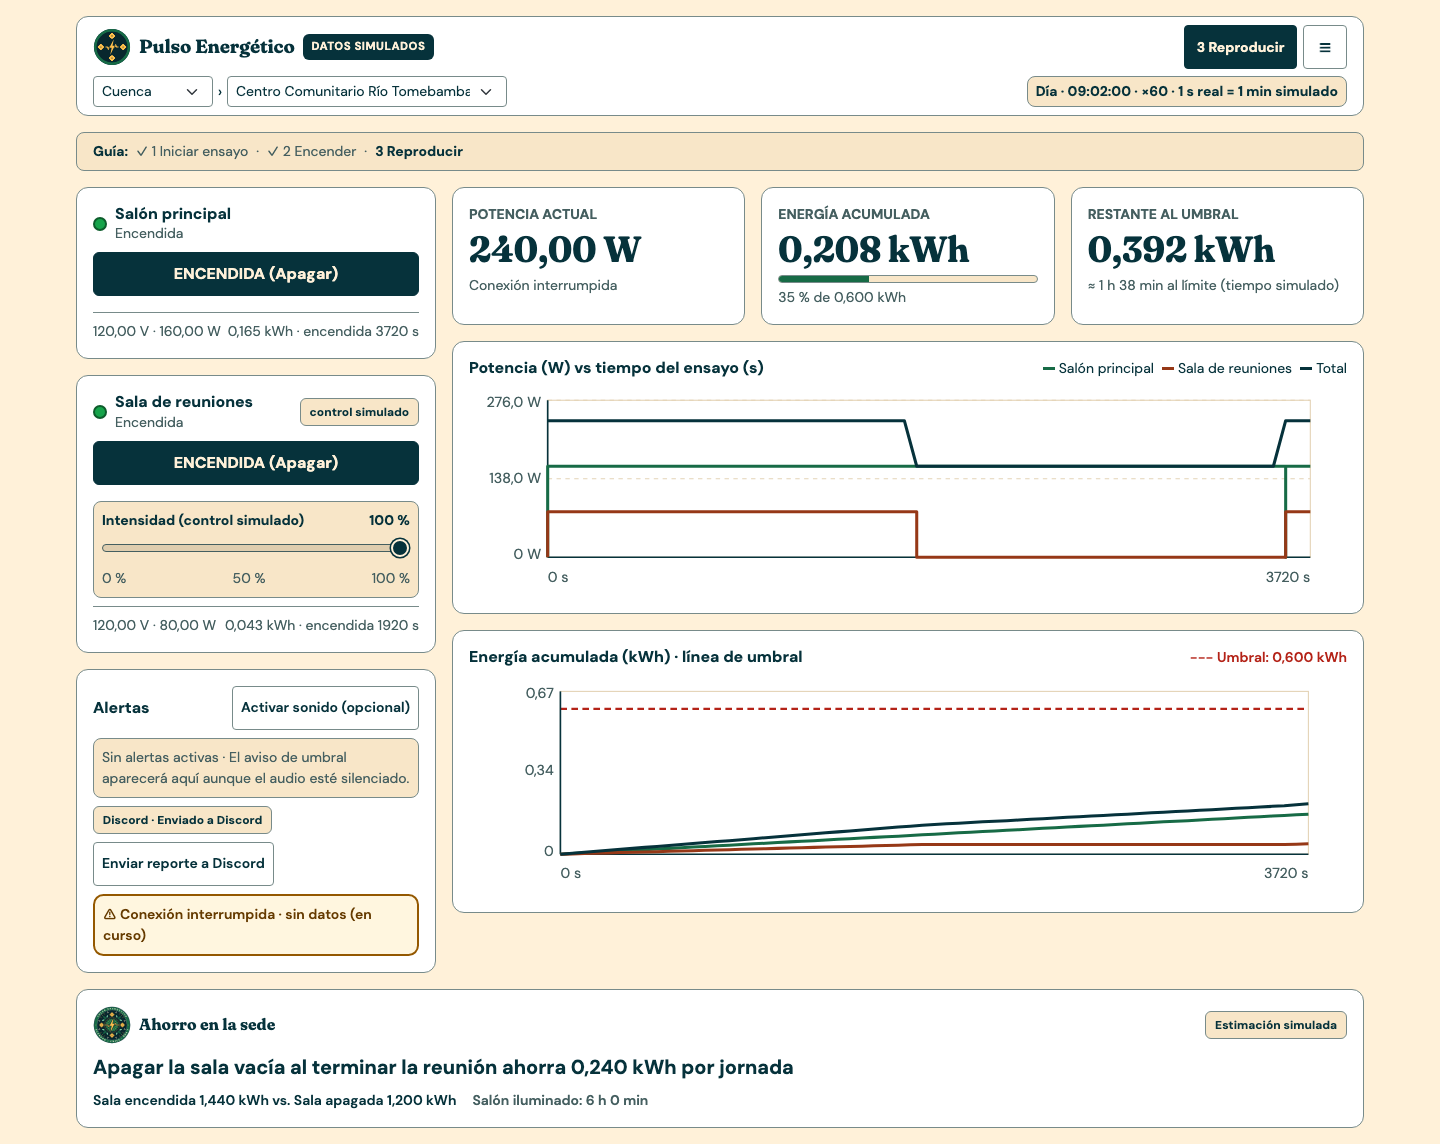 Pulso Energético DATOS SIMULADOS
3 Reproducir ≡
Cuenca › Centro Comunitario Río Tomebamba
Día · 09:02:00 · ×60 · 1 s real = 1 min simulado
Guía: ✓ 1 Iniciar ensayo · ✓ 2 Encender · 3 Reproducir
Salón principal
Encendida
ENCENDIDA (Apagar)
120,00 V · 160,00 W 0,165 kWh · encendida 3720 s
Sala de reuniones
Encendida
control simulado
ENCENDIDA (Apagar)
Intensidad (control simulado) 100 %
0 % 50 % 100 %
120,00 V · 80,00 W 0,043 kWh · encendida 1920 s
Alertas
Activar sonido (opcional)
Sin alertas activas · El aviso de umbral
aparecerá aquí aunque el audio esté silenciado.
Discord · Enviado a Discord
Enviar reporte a Discord
⚠ Conexión interrumpida · sin datos (en
curso)
POTENCIA ACTUAL
240,00 W
Conexión interrumpida
ENERGÍA ACUMULADA
0,208 kWh
35 % de 0,600 kWh
RESTANTE AL UMBRAL
0,392 kWh
≈ 1 h 38 min al límite (tiempo simulado)
Potencia (W) vs tiempo del ensayo (s)
Salón principal Sala de reuniones Total
276,0 W
138,0 W
0 W
0 s 3720 s
Energía acumulada (kWh) · línea de umbral
--- Umbral: 0,600 kWh
0,67
0,34
0
0 s 3720 s
Ahorro en la sede
Estimación simulada
Apagar la sala vacía al terminar la reunión ahorra 0,240 kWh por jornada
Sala encendida 1,440 kWh vs. Sala apagada 1,200 kWh Salón iluminado: 6 h 0 min